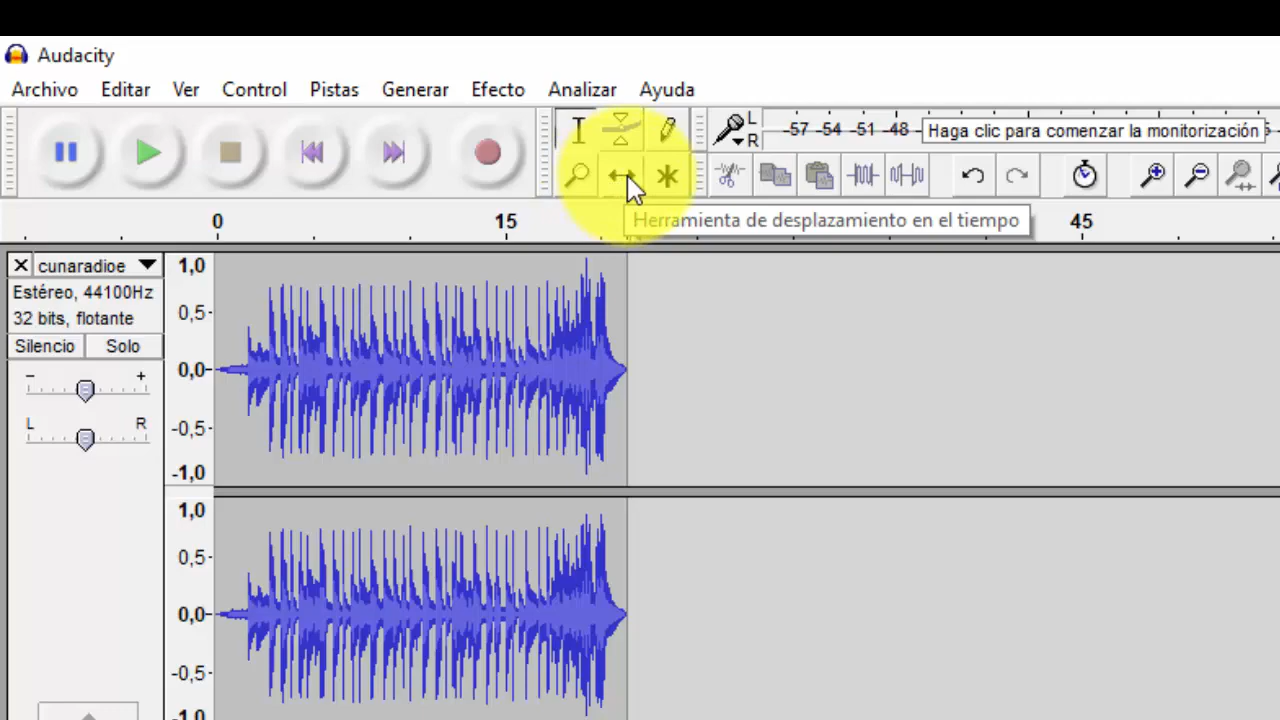 Audacity
Archivo Editar Ver Control Pistas Generar Efecto Analizar Ayuda
L
R
-57 -54 -51 -48
Haga clic para comenzar la monitorización
0 15 45
Herramienta de desplazamiento en el tiempo
cunaradioe
Estéreo, 44100Hz
32 bits, flotante
Silencio Solo
- +
L R
1,0
0,5
0,0
-0,5
-1,0
1,0
0,5
0,0
-0,5
-1,0